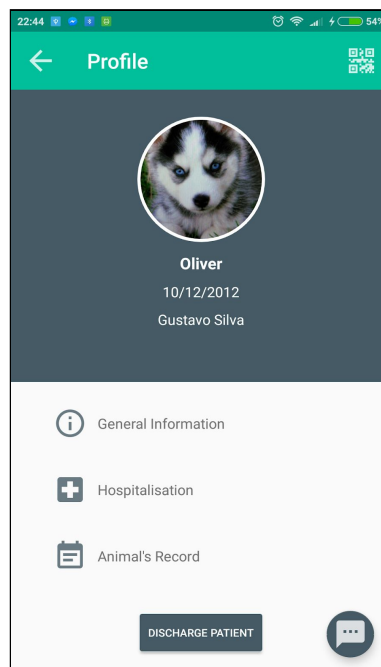 22:44 54%
Profile
Oliver
10/12/2012
Gustavo Silva
General Information
Hospitalisation
Animal's Record
DISCHARGE PATIENT